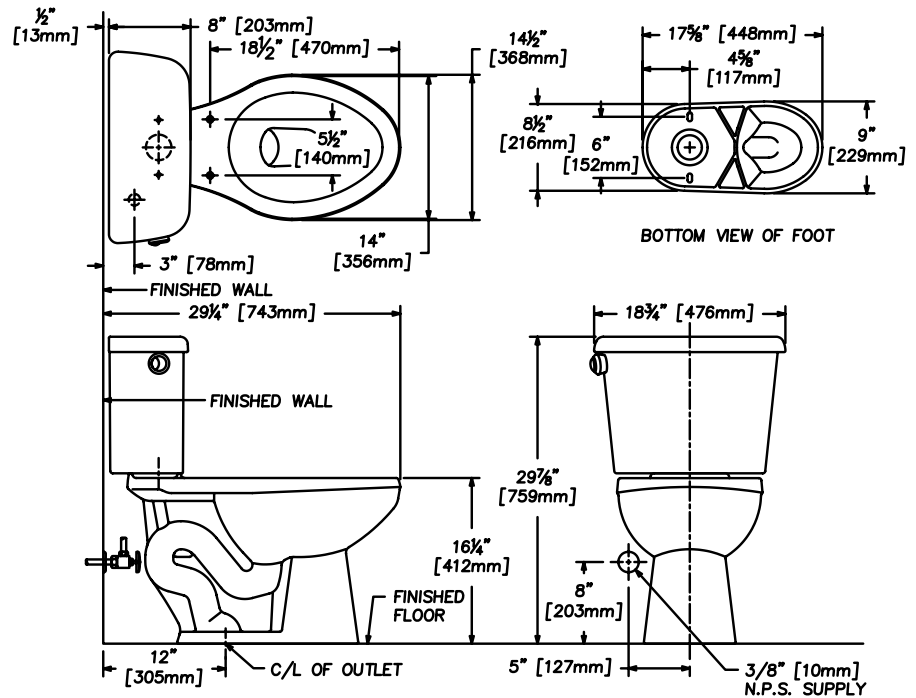 ½"
[13mm]
8" [203mm]
18½" [470mm]
14½"
[368mm]
5½"
[140mm]
14"
[356mm]
3" [78mm]
FINISHED WALL
17⅝" [448mm]
4⅝"
[117mm]
8½"
[216mm]
6"
[152mm]
9"
[229mm]
BOTTOM VIEW OF FOOT
29¼" [743mm]
FINISHED WALL
16¼"
[412mm]
FINISHED
FLOOR
12"
[305mm]
C/L OF OUTLET
18¾" [476mm]
29⅞"
[759mm]
8"
[203mm]
5" [127mm]
3/8" [10mm]
N.P.S. SUPPLY